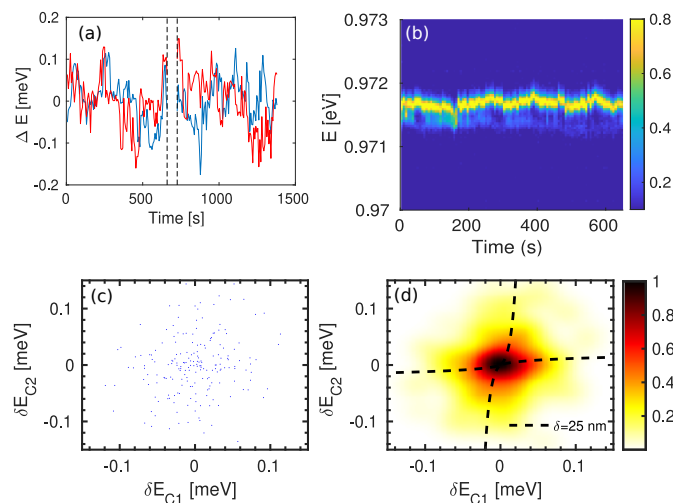 (a)
Δ E [meV]
0.2
0.1
0
-0.1
-0.2
0
500
1000
1500
Time [s]
(b)
E [eV]
0.973
0.972
0.971
0.97
0
200
400
600
Time (s)
0.8
0.6
0.4
0.2
(c)
δE_C2 [meV]
0.1
0
-0.1
-0.1
0
0.1
δE_C1 [meV]
(d)
δE_C2 [meV]
0.1
0
-0.1
-0.1
0
0.1
δE_C1 [meV]
δ=25 nm
1
0.8
0.6
0.4
0.2